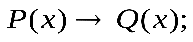 P(x) → Q(x);